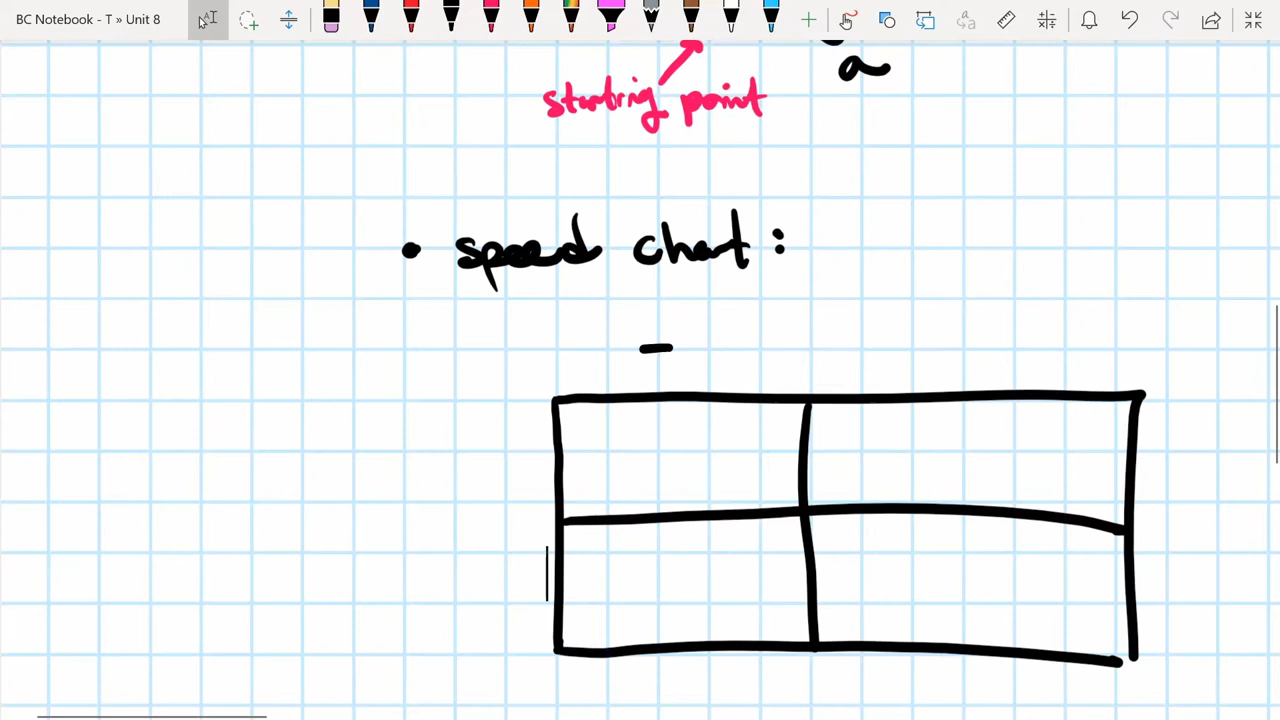 BC Notebook - T » Unit 8
a
starting point
• speed chart :
-